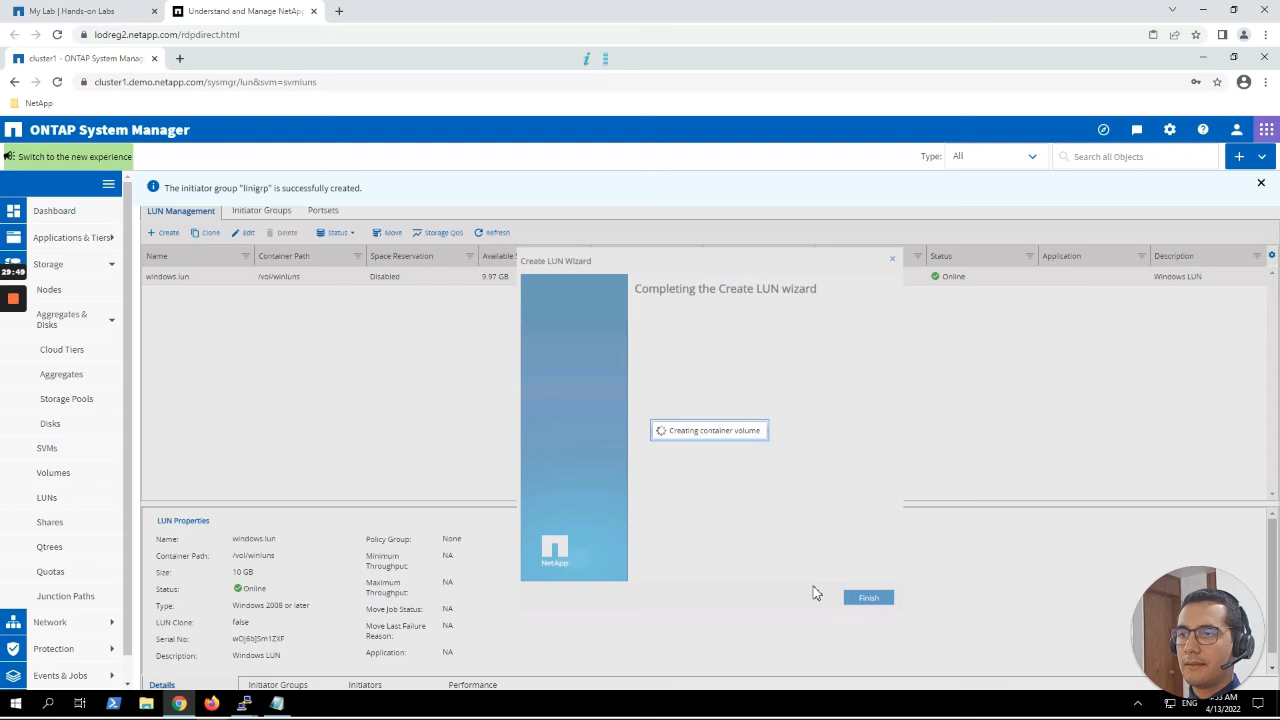 My Lab | Hands-on Labs
Understand and Manage NetApp
lodreg2.netapp.com/rdpdirect.html
cluster1 - ONTAP System Manag
cluster1.demo.netapp.com/sysmgr/lun&svm=svmluns
NetApp
ONTAP System Manager
Switch to the new experience
Type: All
Search all Objects
The initiator group "linigrp" is successfully created.
Dashboard
Applications & Tiers
Storage
29:49
Nodes
Aggregates &
Disks
Cloud Tiers
Aggregates
Storage Pools
Disks
SVMs
Volumes
LUNs
Shares
Qtrees
Quotas
Junction Paths
Network
Protection
Events & Jobs
LUN Management Initiator Groups Portsets
Create Clone Edit Delete Status Move Storage QoS Refresh
Name Container Path Space Reservation Available Status Application Description
windows.lun /vol/winluns Disabled 9.97 GB Online Windows LUN
Create LUN Wizard
Completing the Create LUN wizard
Creating container volume
NetApp
Finish
LUN Properties
Name: windows.lun
Container Path: /vol/winluns
Size: 10 GB
Status: Online
Type: Windows 2008 or later
LUN Clone: false
Serial No: wOj6b]Sm1ZXF
Description: Windows LUN
Policy Group: None
Minimum
Throughput: NA
Maximum
Throughput: NA
Move Job Status: NA
Move Last Failure
Reason: NA
Application: NA
Details Initiator Groups Initiators Performance
ENG
4/13/2022